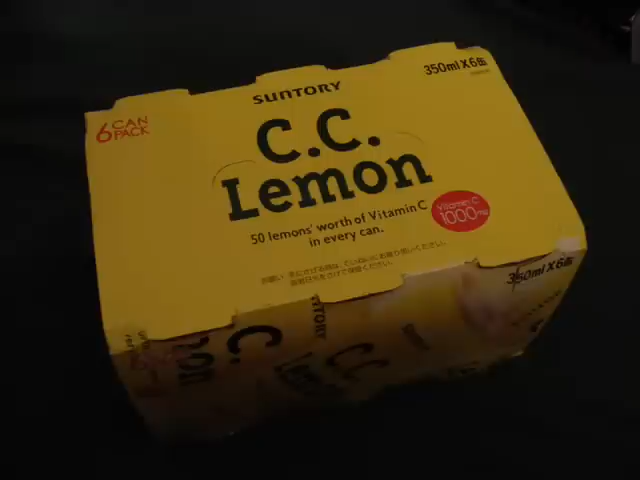 SUNTORY
350ml X 6缶
6 CAN PACK
C.C.
Lemon
50 lemons' worth of Vitamin C
in every can.
Vitamin C
1000mg
350ml X 6缶
C.C.